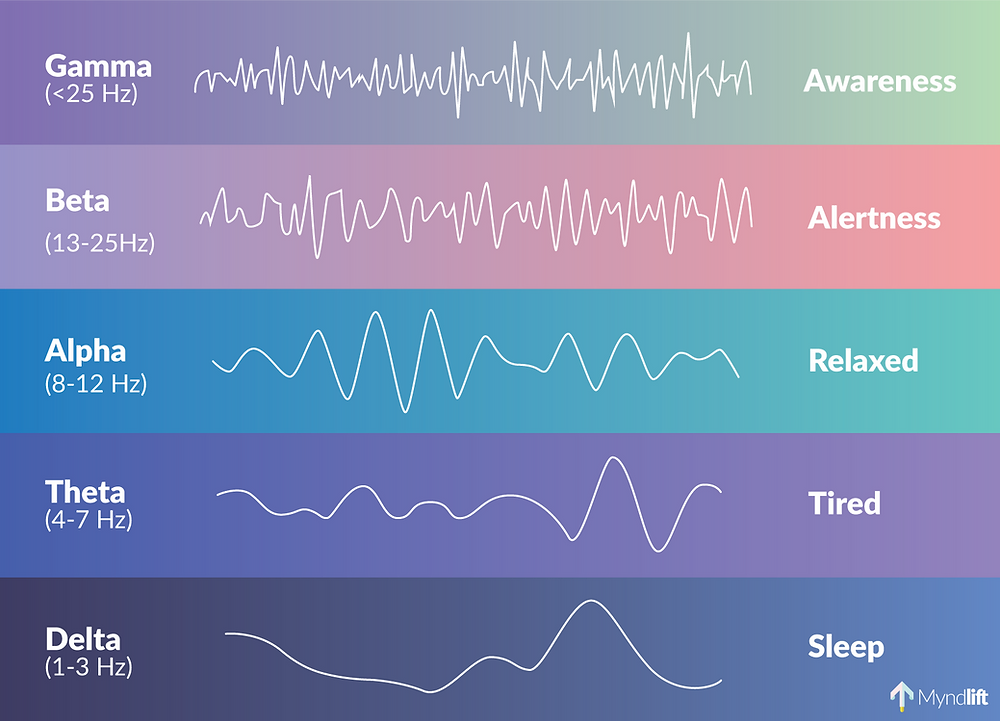 Gamma
(<25 Hz)
Awareness
Beta
(13-25Hz)
Alertness
Alpha
(8-12 Hz)
Relaxed
Theta
(4-7 Hz)
Tired
Delta
(1-3 Hz)
Sleep
Myndlift